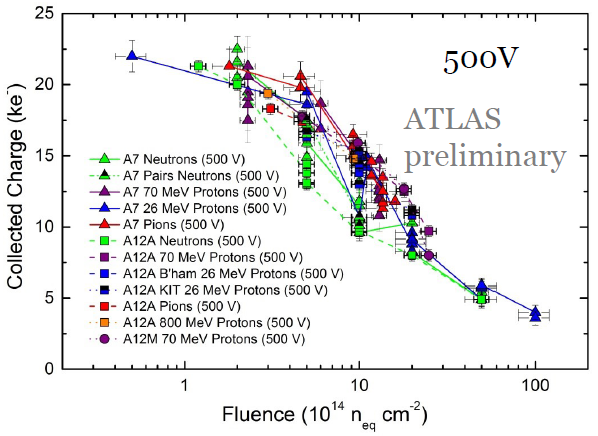 500V
ATLAS
preliminary
Collected Charge (ke⁻)
25
20
15
10
5
0
A7 Neutrons (500 V)
A7 Pairs Neutrons (500 V)
A7 70 MeV Protons (500 V)
A7 26 MeV Protons (500 V)
A7 Pions (500 V)
A12A Neutrons (500 V)
A12A 70 MeV Protons (500 V)
A12A B'ham 26 MeV Protons (500 V)
A12A KIT 26 MeV Protons (500 V)
A12A Pions (500 V)
A12A 800 MeV Protons (500 V)
A12M 70 MeV Protons (500 V)
1 10 100
Fluence (10¹⁴ n_eq cm⁻²)